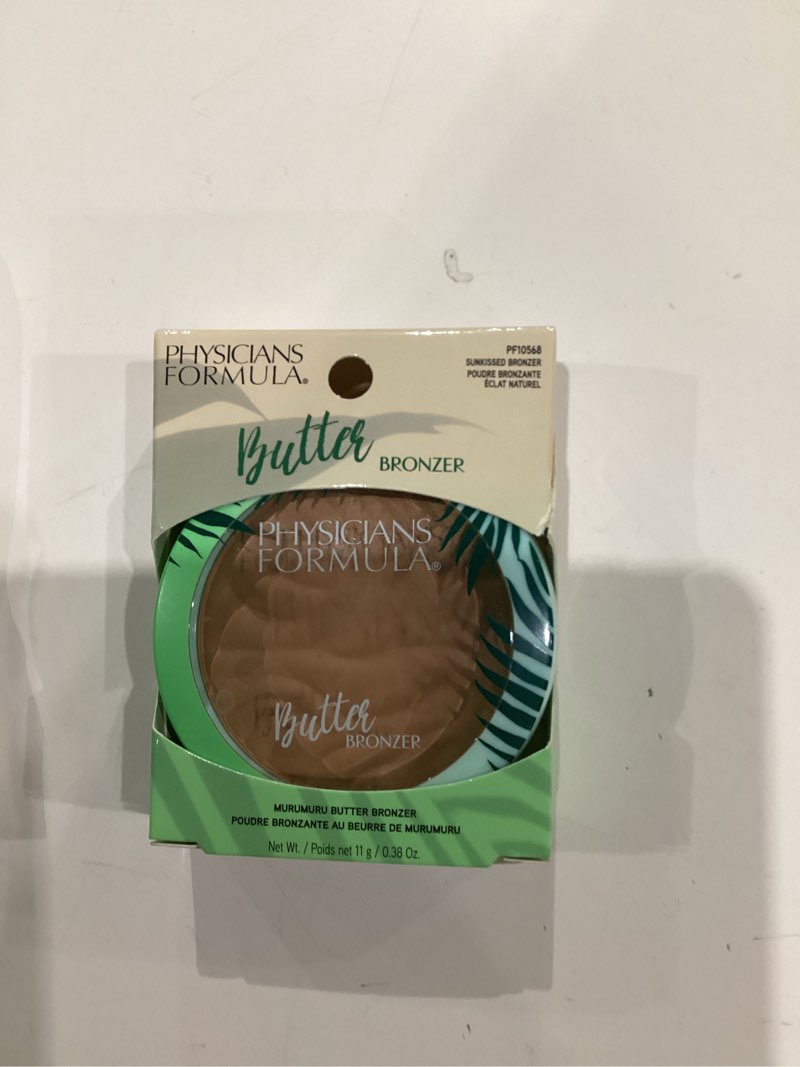 PHYSICIANS
FORMULA®
PF10568
SUNKISSED BRONZER
POUDRE BRONZANTE
ÉCLAT NATUREL
Butter BRONZER
PHYSICIANS
FORMULA®
Butter
BRONZER
MURUMURU BUTTER BRONZER
POUDRE BRONZANTE AU BEURRE DE MURUMURU
Net Wt. / Poids net 11 g / 0.38 Oz.